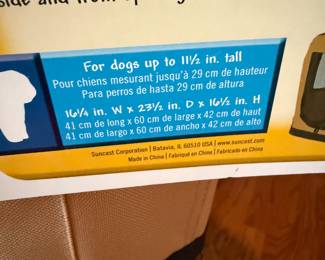 For dogs up to 11½ in. tall
Pour chiens mesurant jusqu'à 29 cm de hauteur
Para perros de hasta 29 cm de altura
16¼ in. W x 23½ in. D x 16½ in. H
41 cm de long x 60 cm de large x 42 cm de haut
41 cm de largo x 60 cm de ancho x 42 cm de alto
Suncast Corporation | Batavia, IL 60510 USA | www.suncast.com
Made in China | Fabriqué en Chine | Fabricado en China